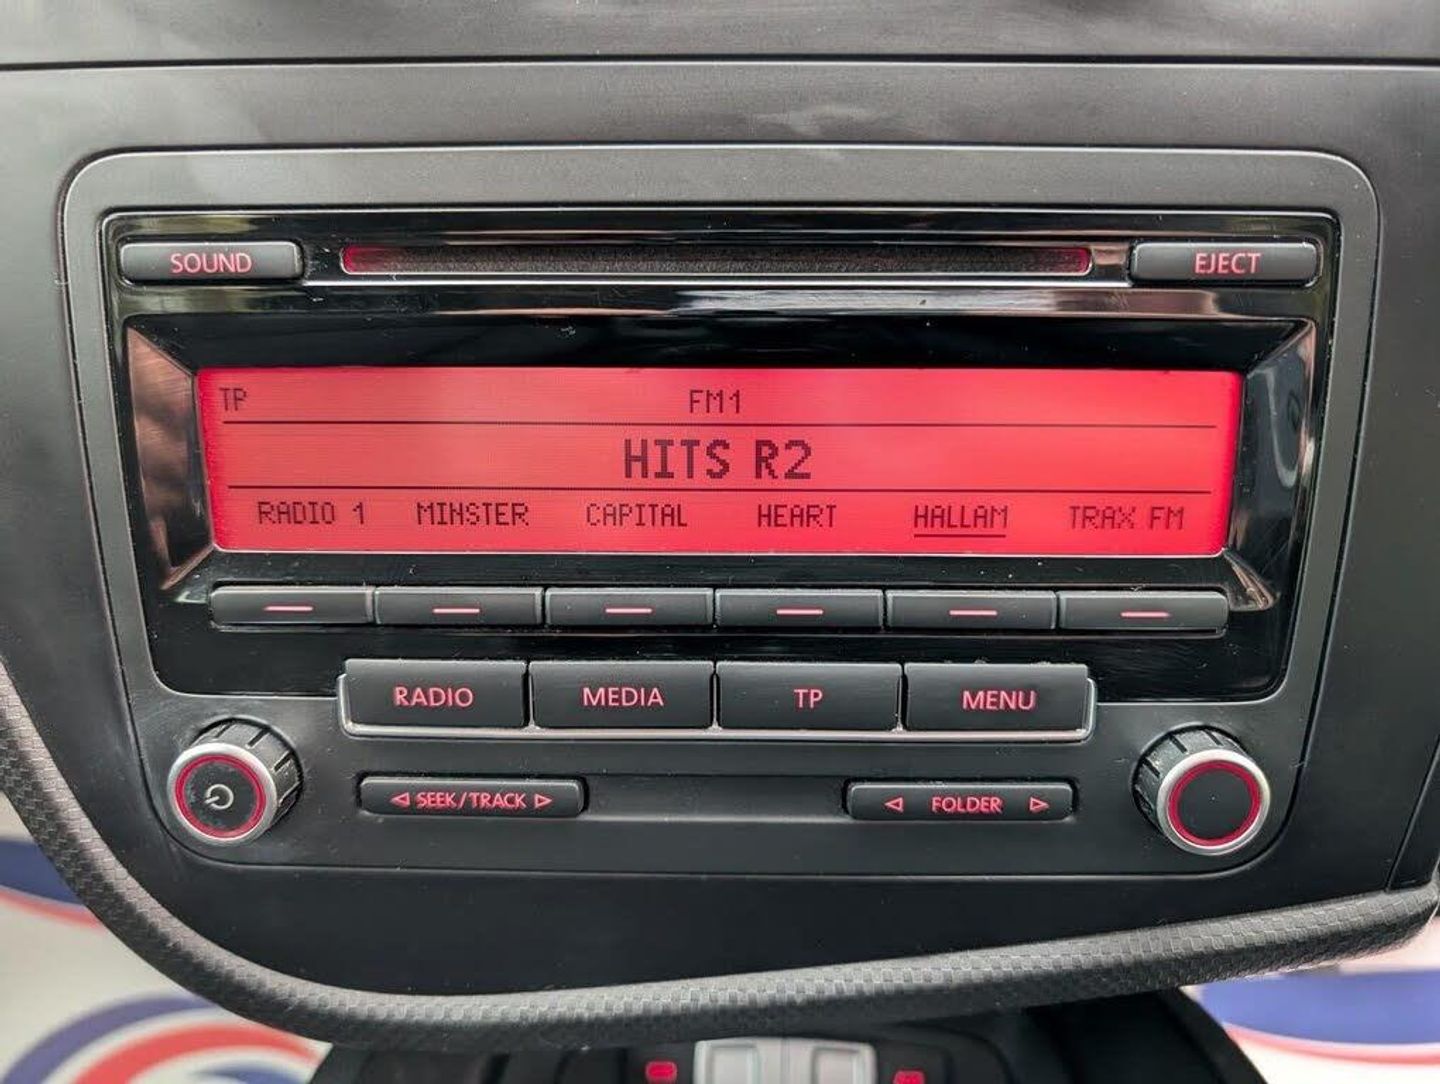 SOUND EJECT
TP FM1
HITS R2
RADIO 1 MINSTER CAPITAL HEART HALLAM TRAX FM
RADIO MEDIA TP MENU
SEEK/TRACK FOLDER